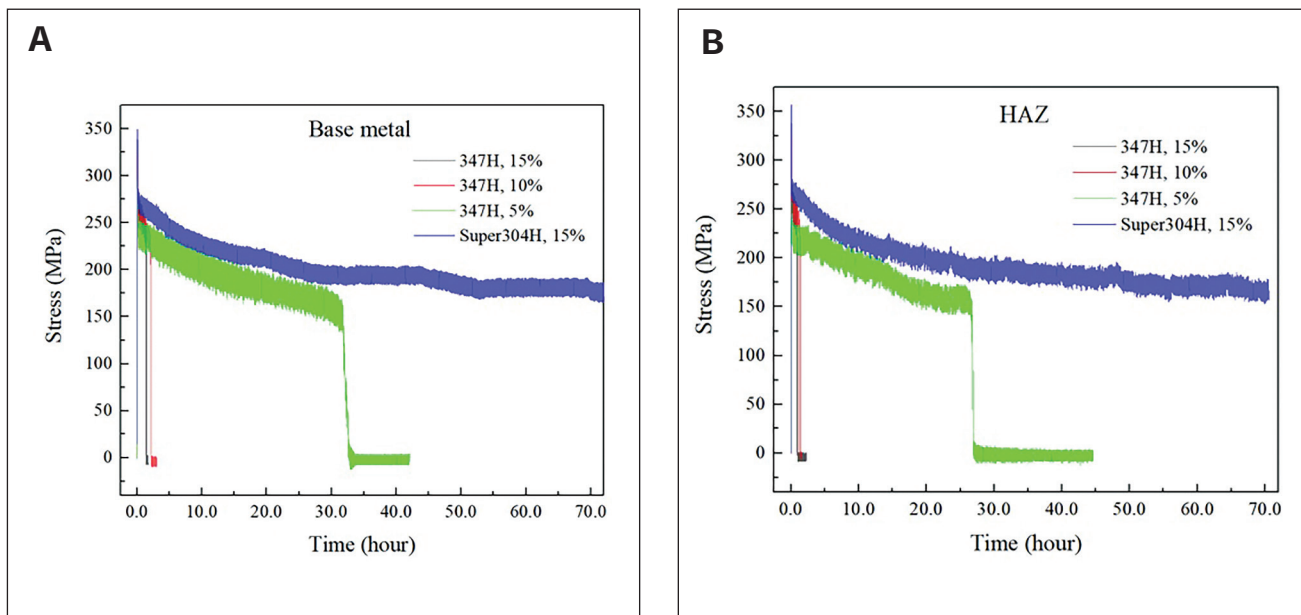 A
Base metal
347H, 15%
347H, 10%
347H, 5%
Super304H, 15%
350
300
250
200
150
100
50
0
Stress (MPa)
0.0 10.0 20.0 30.0 40.0 50.0 60.0 70.0
Time (hour)
B
HAZ
347H, 15%
347H, 10%
347H, 5%
Super304H, 15%
350
300
250
200
150
100
50
0
Stress (MPa)
0.0 10.0 20.0 30.0 40.0 50.0 60.0 70.0
Time (hour)